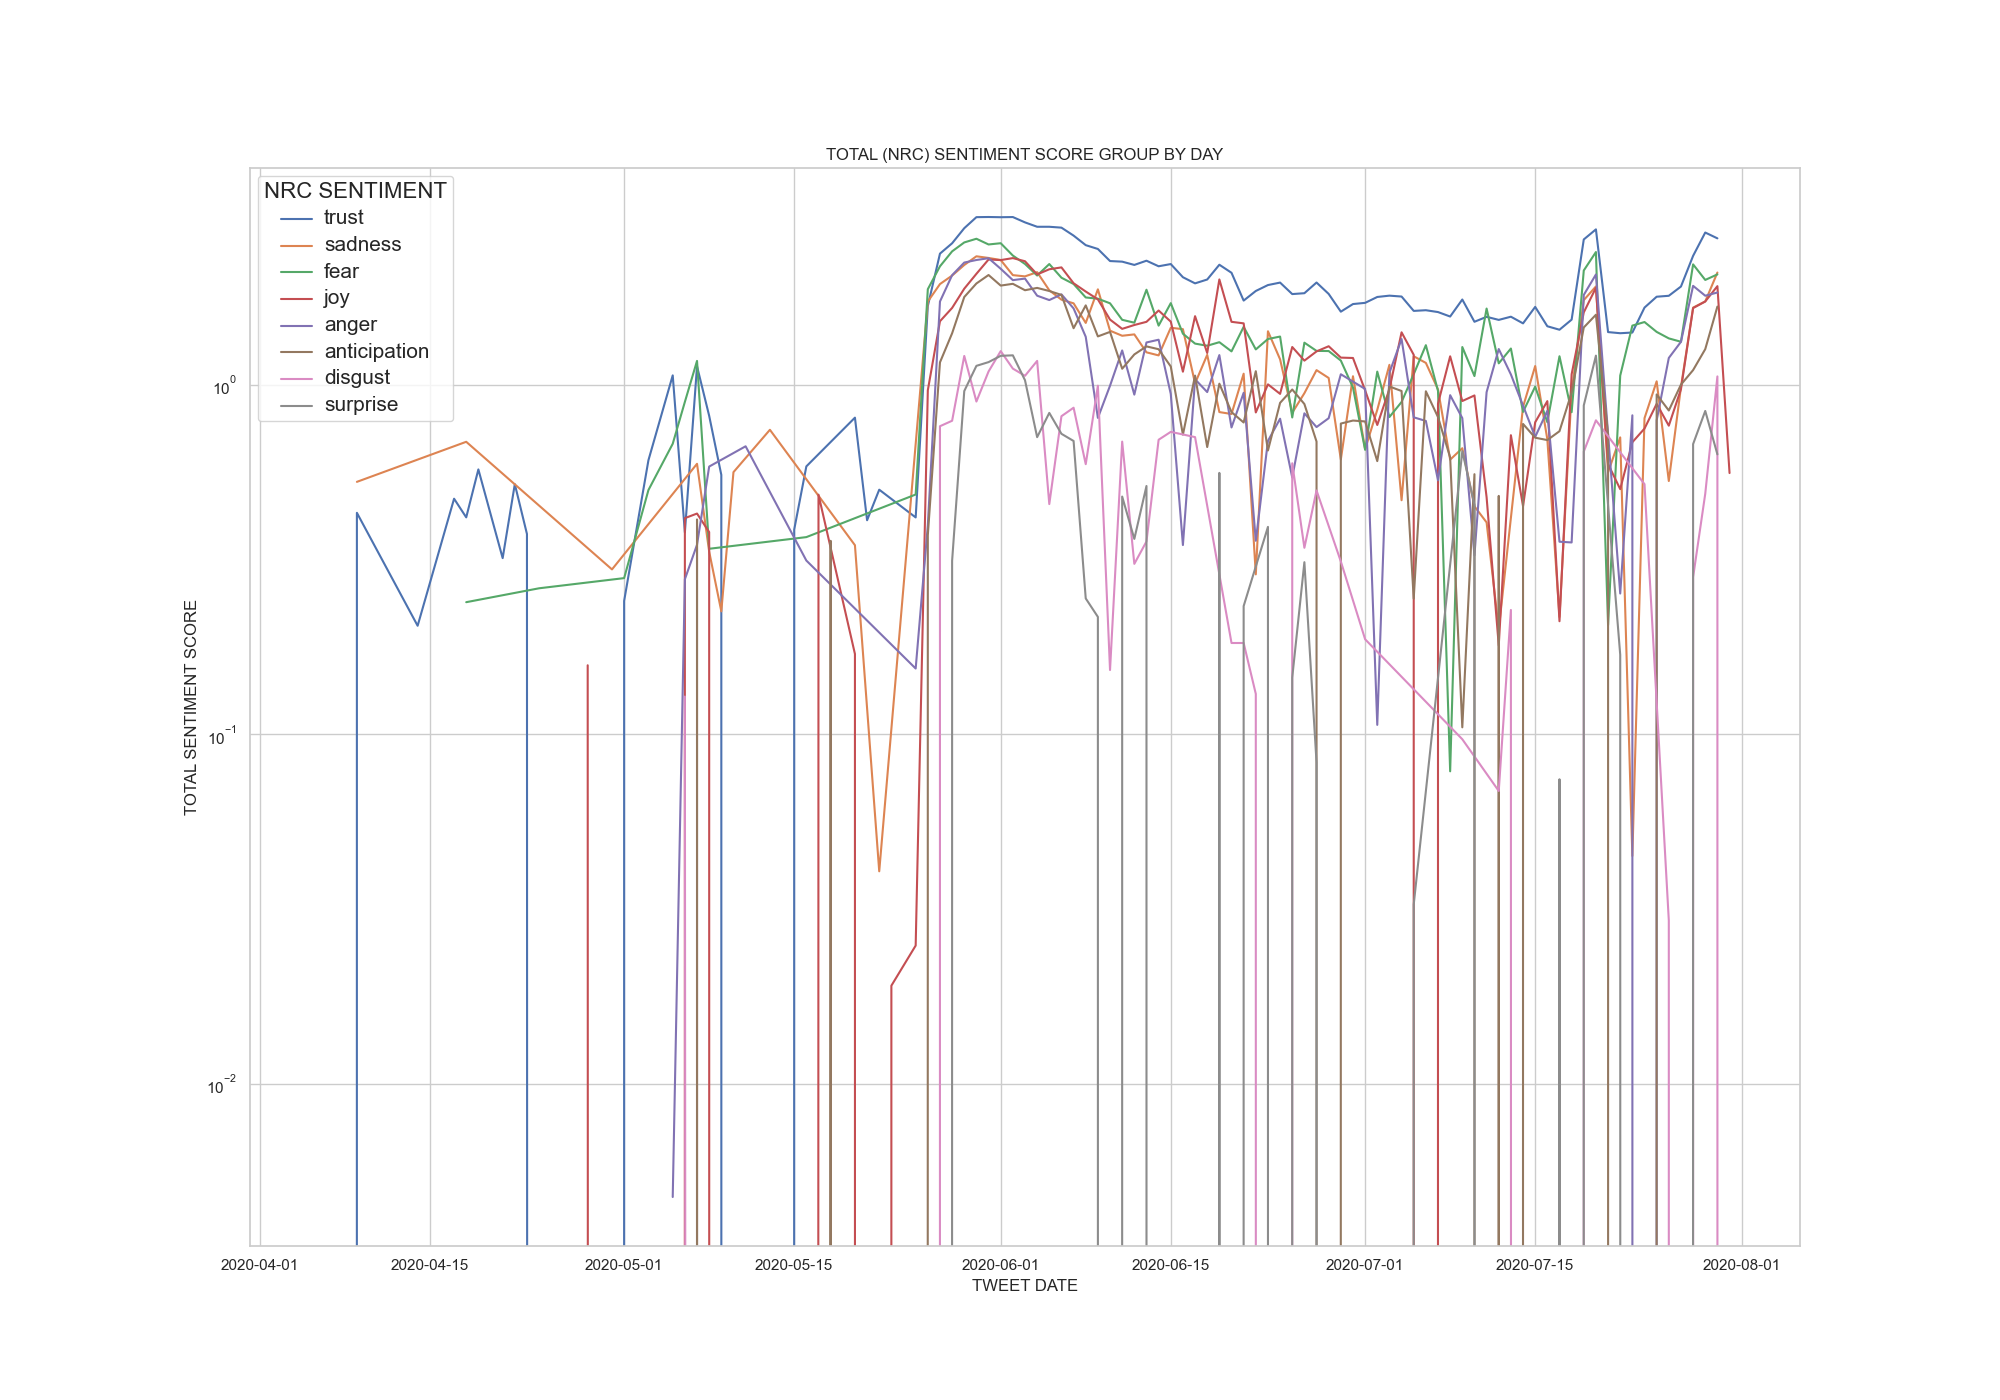 TOTAL (NRC) SENTIMENT SCORE GROUP BY DAY
NRC SENTIMENT
trust
sadness
fear
joy
anger
anticipation
disgust
surprise
TOTAL SENTIMENT SCORE
10⁰
10⁻¹
10⁻²
2020-04-01 2020-04-15 2020-05-01 2020-05-15 2020-06-01 2020-06-15 2020-07-01 2020-07-15 2020-08-01
TWEET DATE